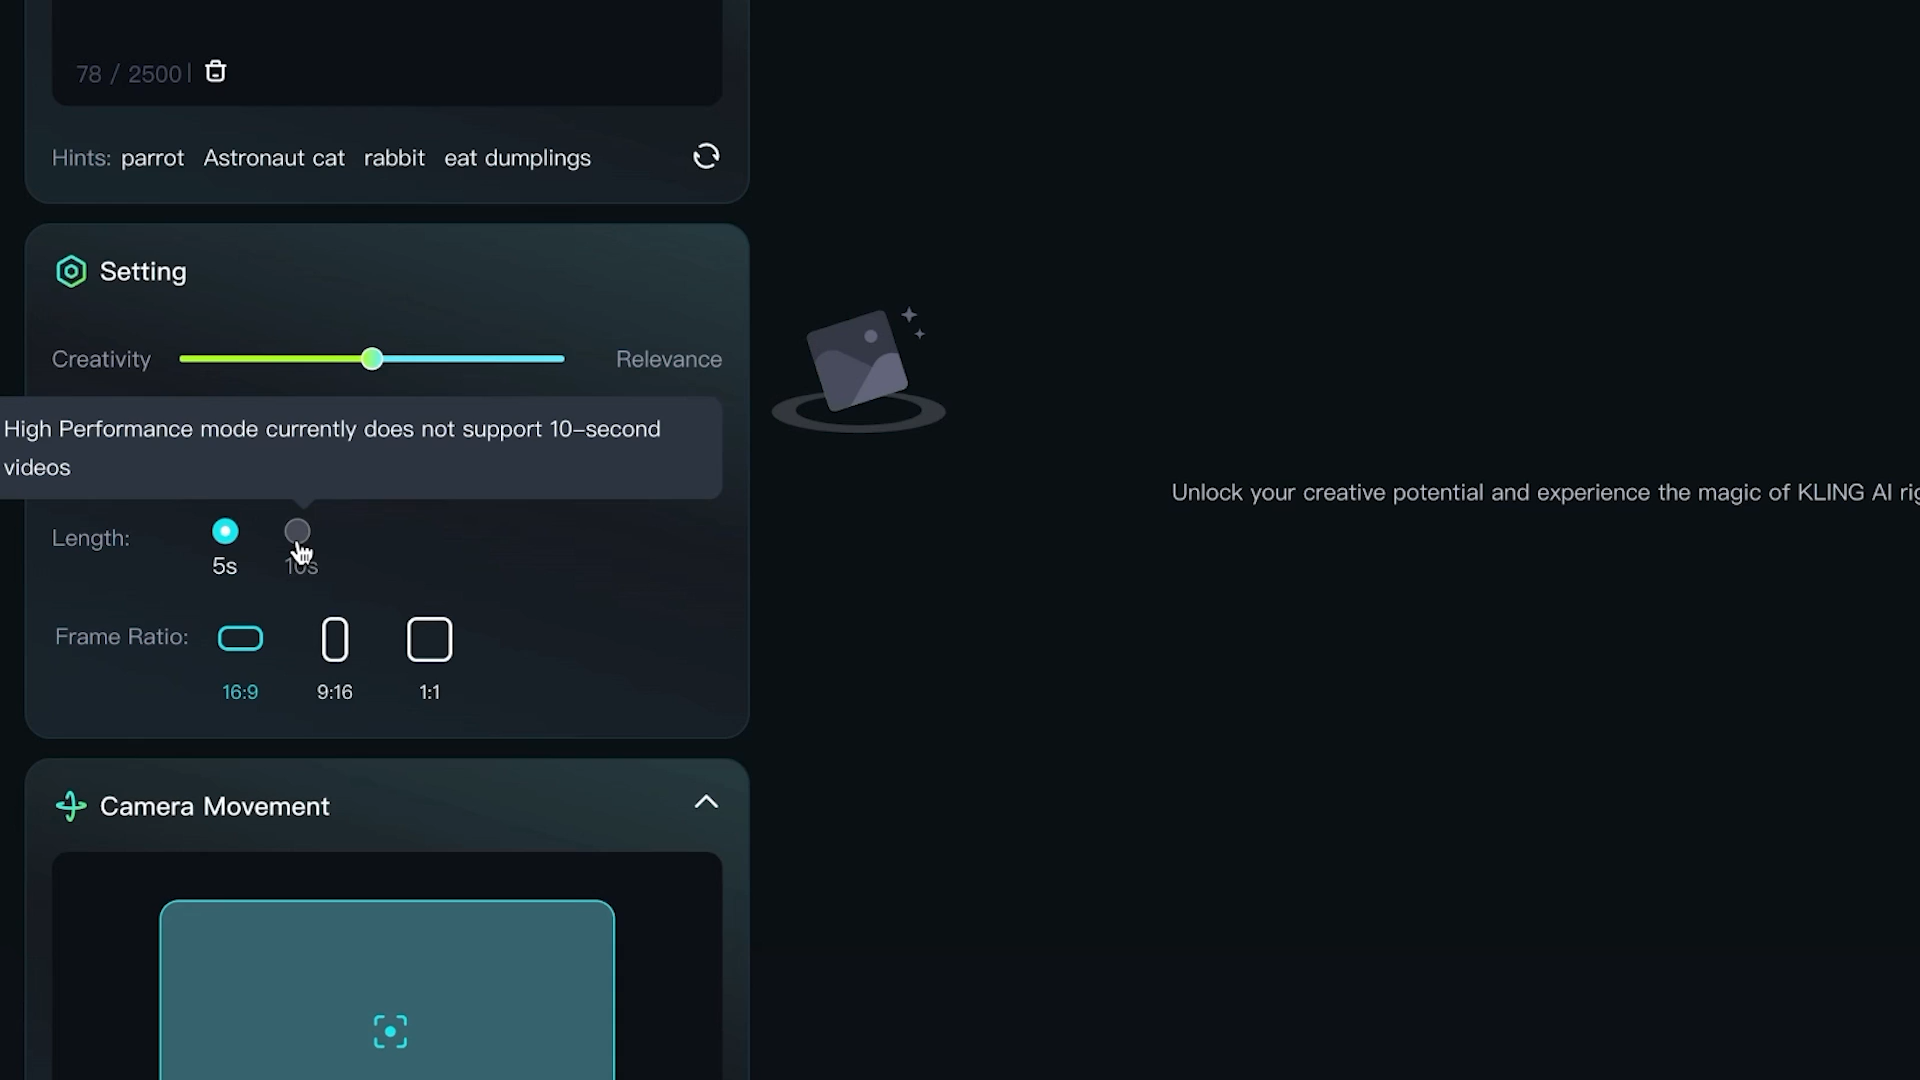 78 / 2500
Hints: parrot Astronaut cat rabbit eat dumplings
Setting
Creativity Relevance
High Performance mode currently does not support 10-second
videos
Unlock your creative potential and experience the magic of KLING AI
Length:
5s 10s
Frame Ratio:
16:9 9:16 1:1
Camera Movement